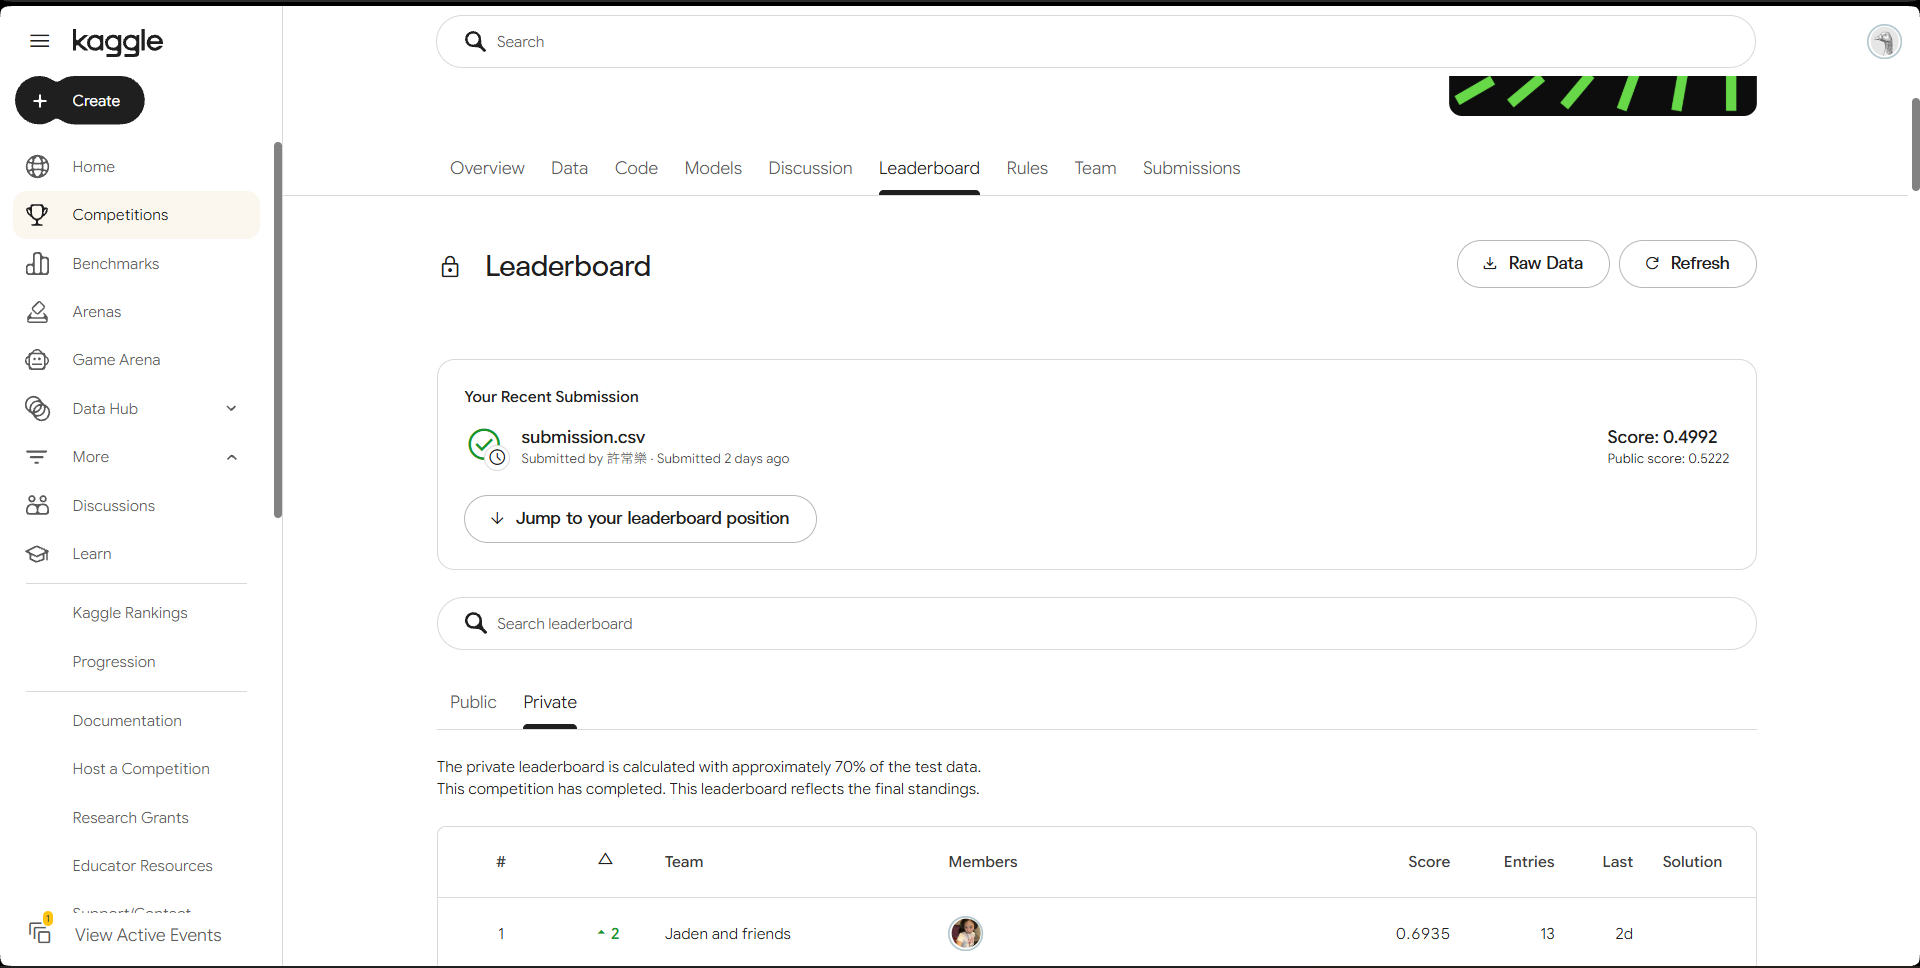 kaggle
Search
Create
Home
Competitions
Benchmarks
Arenas
Game Arena
Data Hub
More
Discussions
Learn
Kaggle Rankings
Progression
Documentation
Host a Competition
Research Grants
Educator Resources
Support/Contact
1
View Active Events
Overview Data Code Models Discussion Leaderboard Rules Team Submissions
Leaderboard
Raw Data Refresh
Your Recent Submission
submission.csv
Submitted by 許常樂 · Submitted 2 days ago
Score: 0.4992
Public score: 0.5222
Jump to your leaderboard position
Search leaderboard
Public Private
The private leaderboard is calculated with approximately 70% of the test data.
This competition has completed. This leaderboard reflects the final standings.
# △ Team Members Score Entries Last Solution
1 2 Jaden and friends 0.6935 13 2d